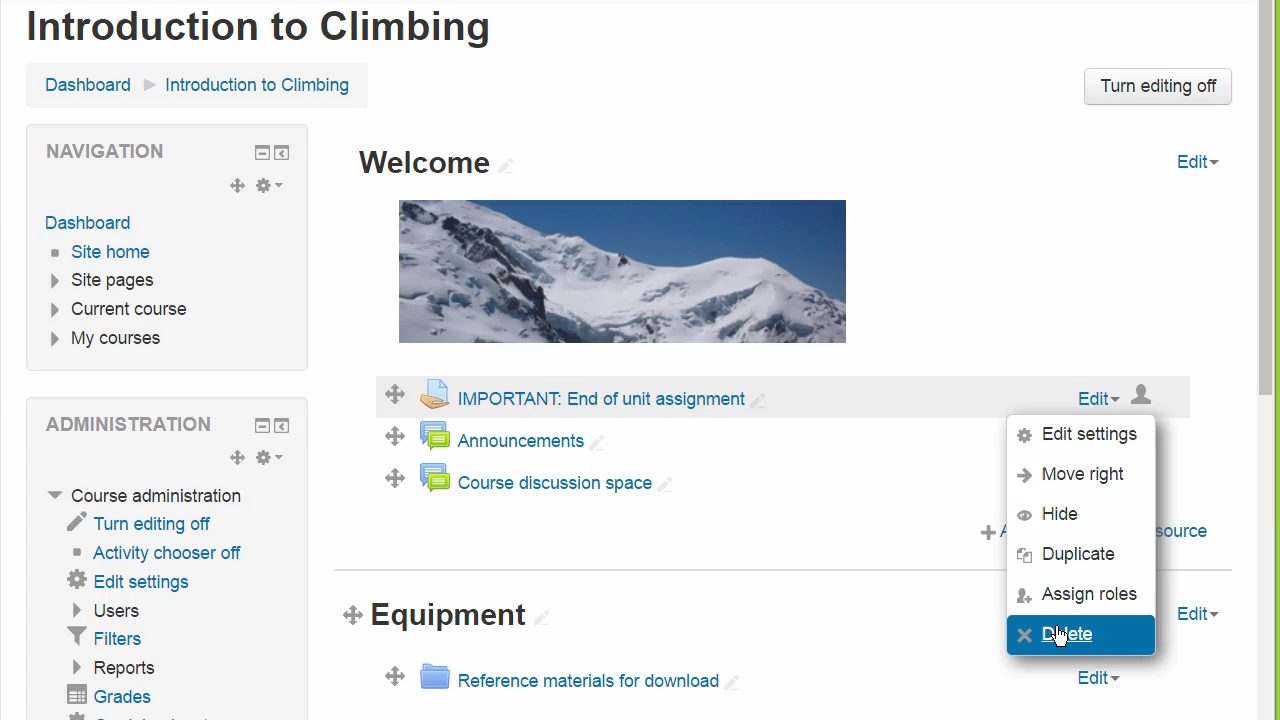 Introduction to Climbing
Dashboard Introduction to Climbing
Turn editing off
NAVIGATION
Dashboard
Site home
Site pages
Current course
My courses
ADMINISTRATION
Course administration
Turn editing off
Activity chooser off
Edit settings
Users
Filters
Reports
Grades
Welcome
Edit
IMPORTANT: End of unit assignment
Edit
Announcements
Course discussion space
Edit settings
Move right
Hide
Duplicate
Assign roles
Delete
Equipment
Edit
Reference materials for download
Edit